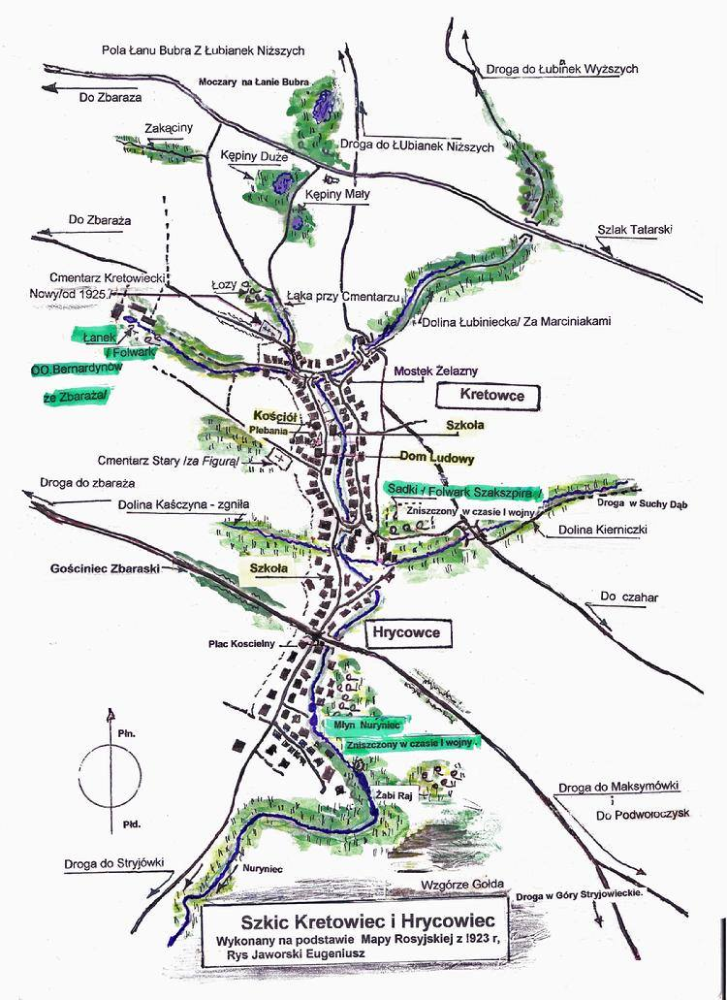 Pola Łanu Bubra Z Łubianek Niższych
Droga do Łubinek Wyższych
a
Moczary na Łanie Bubra
Do Zbaraza
Zakąciny
Droga do ŁUbianek Niższych
Kępiny Duże
Kępiny Mały
Do Zbaraża
Szlak Tatarski
Cmentarz Kretowiecki
Nowy/od 1925./
Łozy
Łąka przy Cmentarzu
Dolina Łubiniecka/ Za Marciniakami
Łanek
/ Folwark
OO.Bernardynów
że Zbaraża/
Mostek Żelazny
Kretowce
Kościół
Plebania
Szkoła
Dom Ludowy
Cmentarz Stary /za Figurą/
Droga do zbaraża
Sadki / Folwark Szakszpira /
Zniszczony w czasie I wojny
Dolina Kaśczyna - zgniła
Droga w Suchy Dąb
Dolina Kierniczki
Gościniec Zbaraski
Szkoła
Do czahar
Hrycowce
Plac Koscielny
Młyn Nuryniec
Zniszczony w czasie I wojny .
Płn.
Płd.
Żabi Raj
Droga do Maksymówki
i
Do Podwołoczysk
Droga do Stryjówki
Nuryniec
Wzgórze Gołda
Droga w Góry Stryjowieckie.
Szkic Kretowiec i Hrycowiec
Wykonany na podstawie Mapy Rosyjskiej z !923 r,
Rys Jaworski Eugeniusz